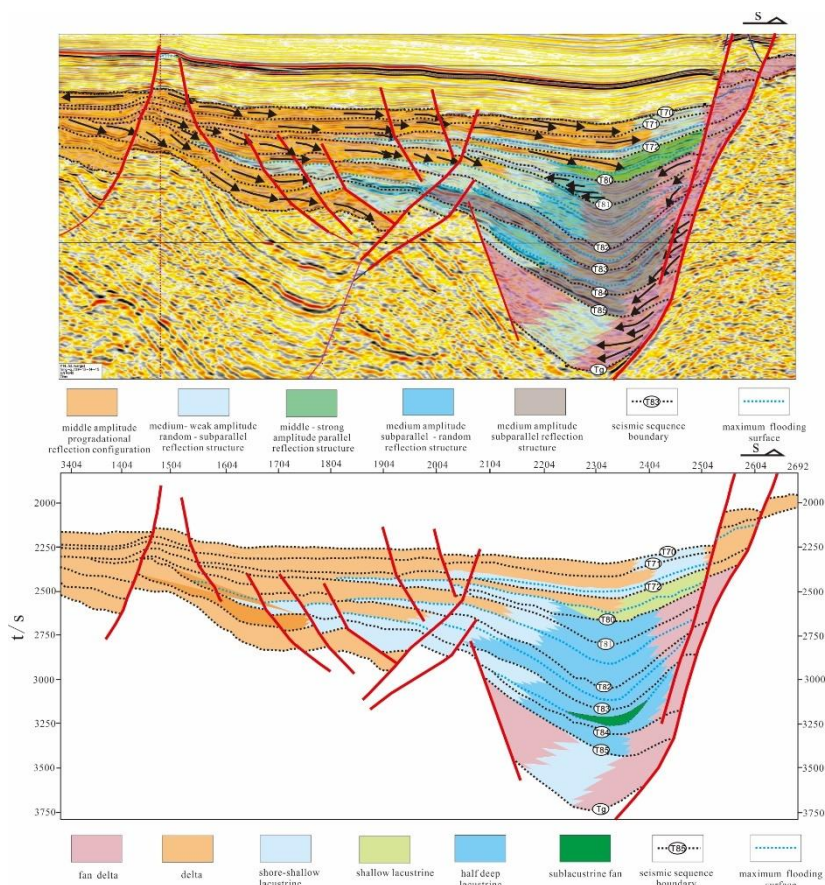 S
T70
T71
T72
T80
T81
T82
T83
T84
T85
Tg
middle amplitude
progradational
reflection configuration
medium- weak amplitude
random - subparallel
reflection structure
middle - strong
amplitude parallel
reflection structure
medium amplitude
subparallel - random
reflection structure
medium amplitude
subparallel reflection
structure
T83
seismic sequence
boundary
maximum flooding
surface
S
3404 1404 1504 1604 1704 1804 1904 2004 2104 2204 2304 2404 2504 2604 2692
t/s
2000 2000
2250 2250
2500 2500
2750 2750
3000 3000
3250 3250
3500 3500
3750 3750
T70
T71
T72
T80
T81
T82
T83
T84
T85
Tg
fan delta
delta
shore-shallow
lacustrine
shallow lacustrine
half deep
lacustrine
sublacustrine fan
T85
seismic sequence
boundary
maximum flooding
surface